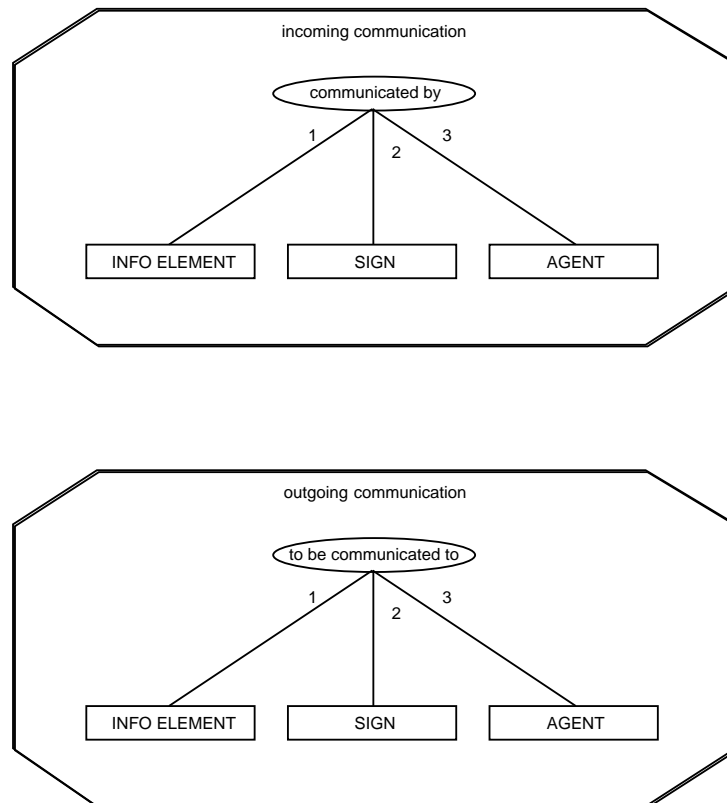 incoming communication
communicated by
1 3
2
INFO ELEMENT SIGN AGENT
outgoing communication
to be communicated to
1 3
2
INFO ELEMENT SIGN AGENT